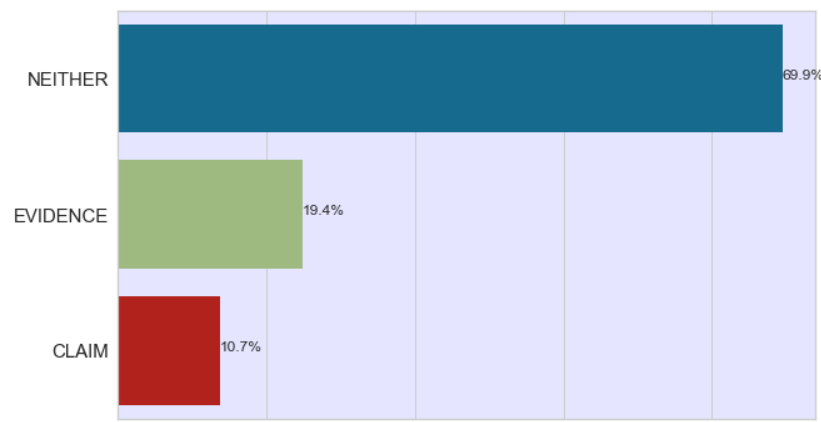 NEITHER
69.9%
EVIDENCE
19.4%
CLAIM
10.7%